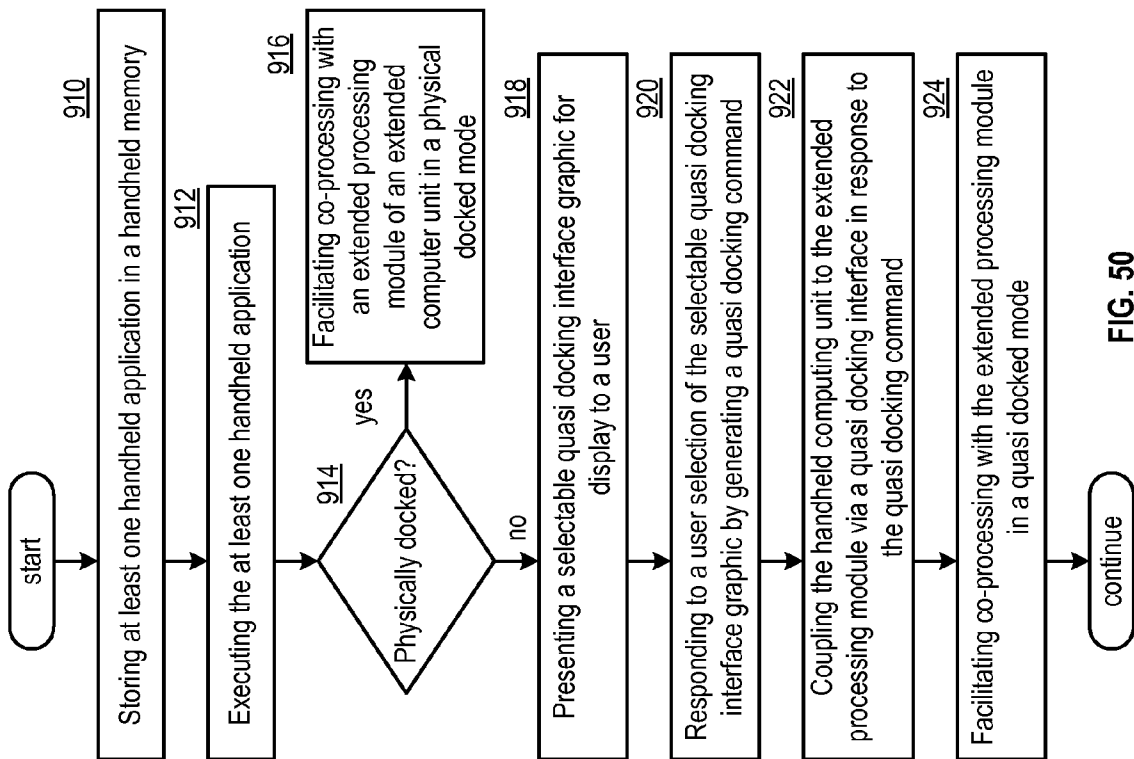 start
910
Storing at least one handheld application in a handheld memory
912
Executing the at least one handheld application
914
Physically docked?
yes
916
Facilitating co-processing with
an extended processing
module of an extended
computer unit in a physical
docked mode
no
918
Presenting a selectable quasi docking interface graphic for
display to a user
920
Responding to a user selection of the selectable quasi docking
interface graphic by generating a quasi docking command
922
Coupling the handheld computing unit to the extended
processing module via a quasi docking interface in response to
the quasi docking command
924
Facilitating co-processing with the extended processing module
in a quasi docked mode
continue
FIG. 50